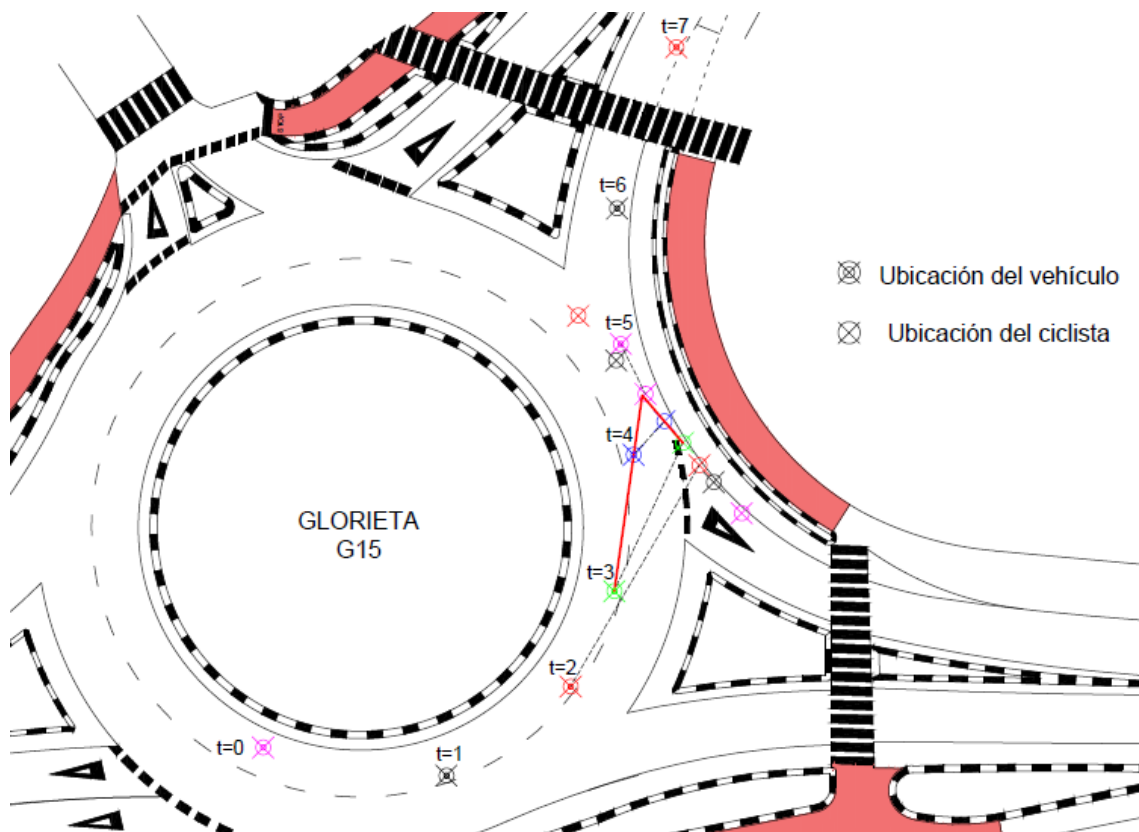 t=7
t=6
Ubicación del vehículo
t=5
Ubicación del ciclista
t=4
GLORIETA
G15
t=3
t=2
t=0
t=1